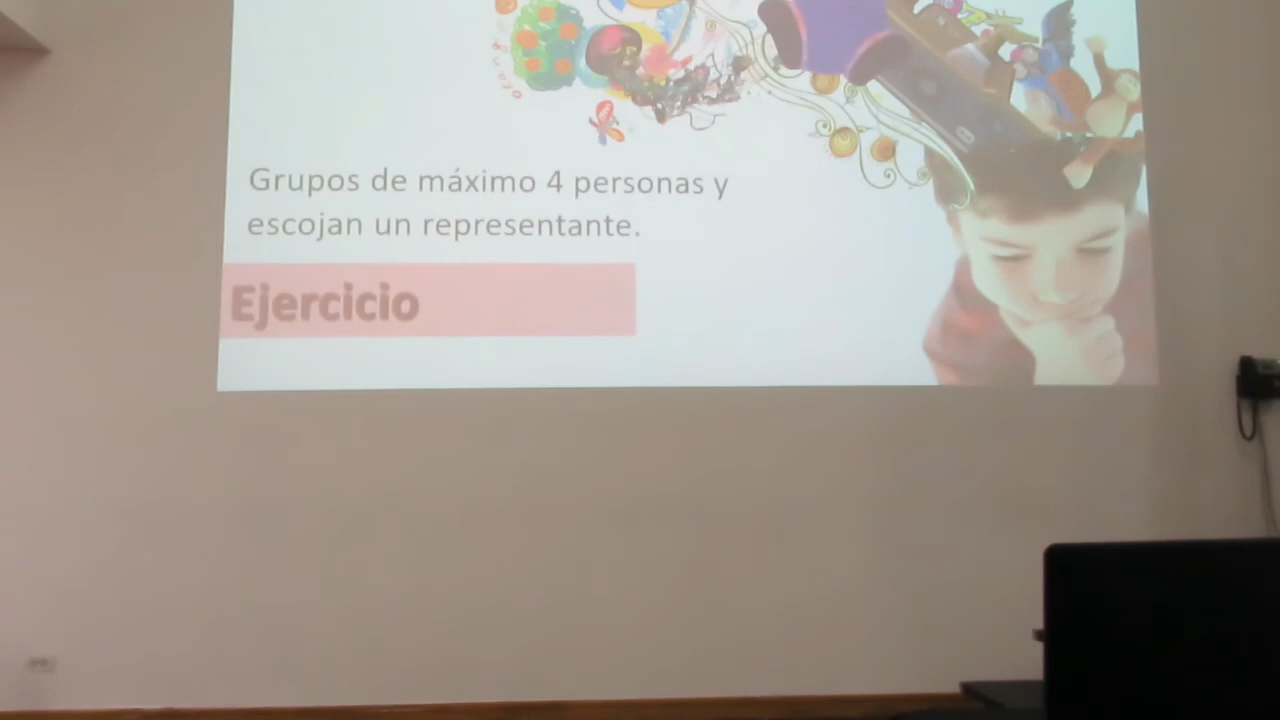 Grupos de máximo 4 personas y
escojan un representante.
Ejercicio